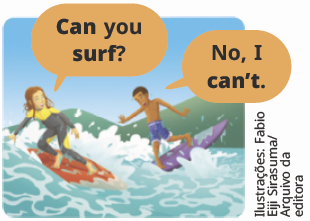 Can you
surf?
No, I
can't.
Ilustrações: Fabio
Eiji Sirasuma/
Arquivo da
editora